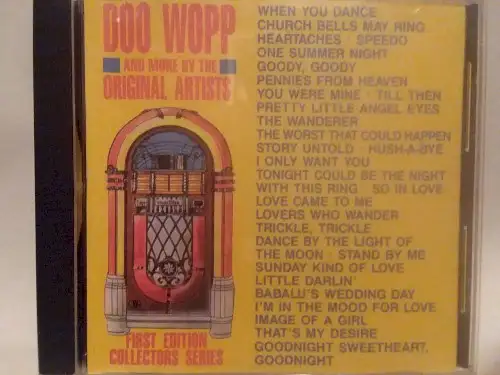 DOO WOPP
AND MORE BY THE
ORIGINAL ARTISTS
FIRST EDITION
COLLECTORS SERIES
WHEN YOU DANCE
CHURCH BELLS MAY RING
HEARTACHES · SPEEDO
ONE SUMMER NIGHT
GOODY, GOODY
PENNIES FROM HEAVEN
YOU WERE MINE · TILL THEN
PRETTY LITTLE ANGEL EYES
THE WANDERER
THE WORST THAT COULD HAPPEN
STORY UNTOLD · HUSH-A-BYE
I ONLY WANT YOU
TONIGHT COULD BE THE NIGHT
WITH THIS RING · SO IN LOVE
LOVE CAME TO ME
LOVERS WHO WANDER
TRICKLE, TRICKLE
DANCE BY THE LIGHT OF
THE MOON · STAND BY ME
SUNDAY KIND OF LOVE
LITTLE DARLIN'
BABALU'S WEDDING DAY
I'M IN THE MOOD FOR LOVE
IMAGE OF A GIRL
THAT'S MY DESIRE
GOODNIGHT SWEETHEART,
GOODNIGHT